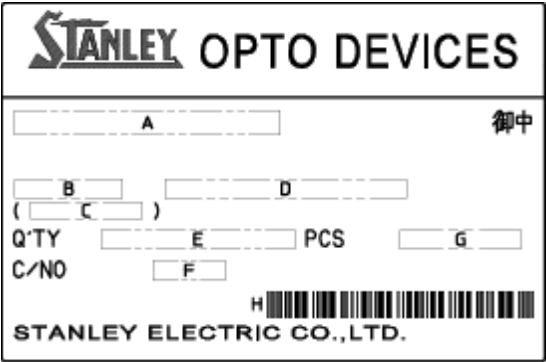 STANLEY OPTO DEVICES
A 御中
B D
( C )
Q'TY E PCS G
C/NO F
H
STANLEY ELECTRIC CO.,LTD.